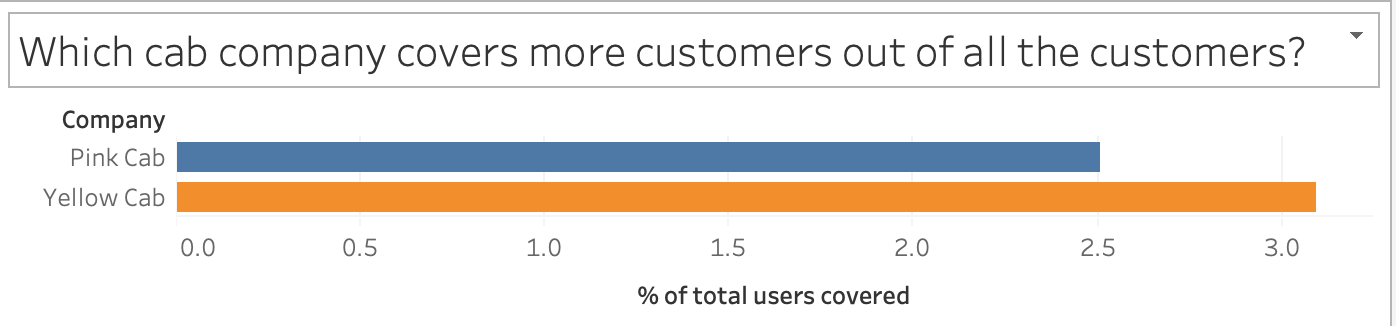 Which cab company covers more customers out of all the customers?
Company
Pink Cab
Yellow Cab
0.0 0.5 1.0 1.5 2.0 2.5 3.0
% of total users covered